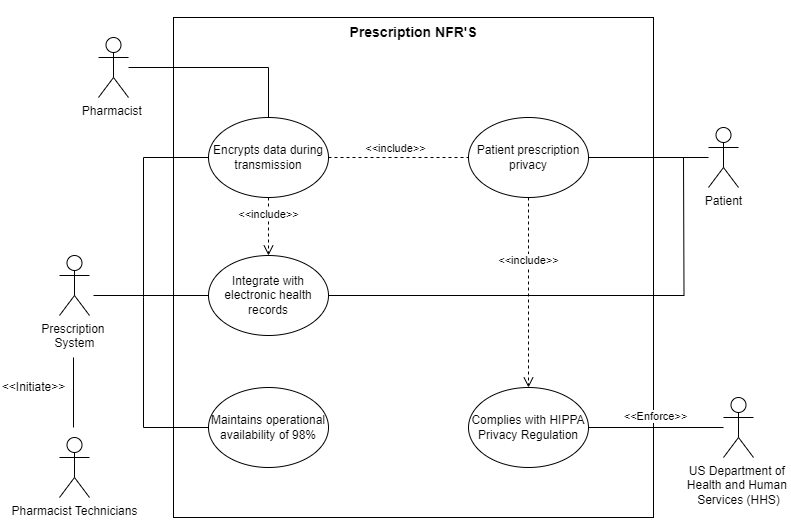 Prescription NFR'S
Pharmacist
Encrypts data during
transmission
<<include>>
Patient prescription
privacy
Patient
<<include>>
<<include>>
Integrate with
electronic health
records
Prescription
System
<<Initiate>>
Maintains operational
availability of 98%
Complies with HIPPA
Privacy Regulation
<<Enforce>>
US Department of
Health and Human
Services (HHS)
Pharmacist Technicians